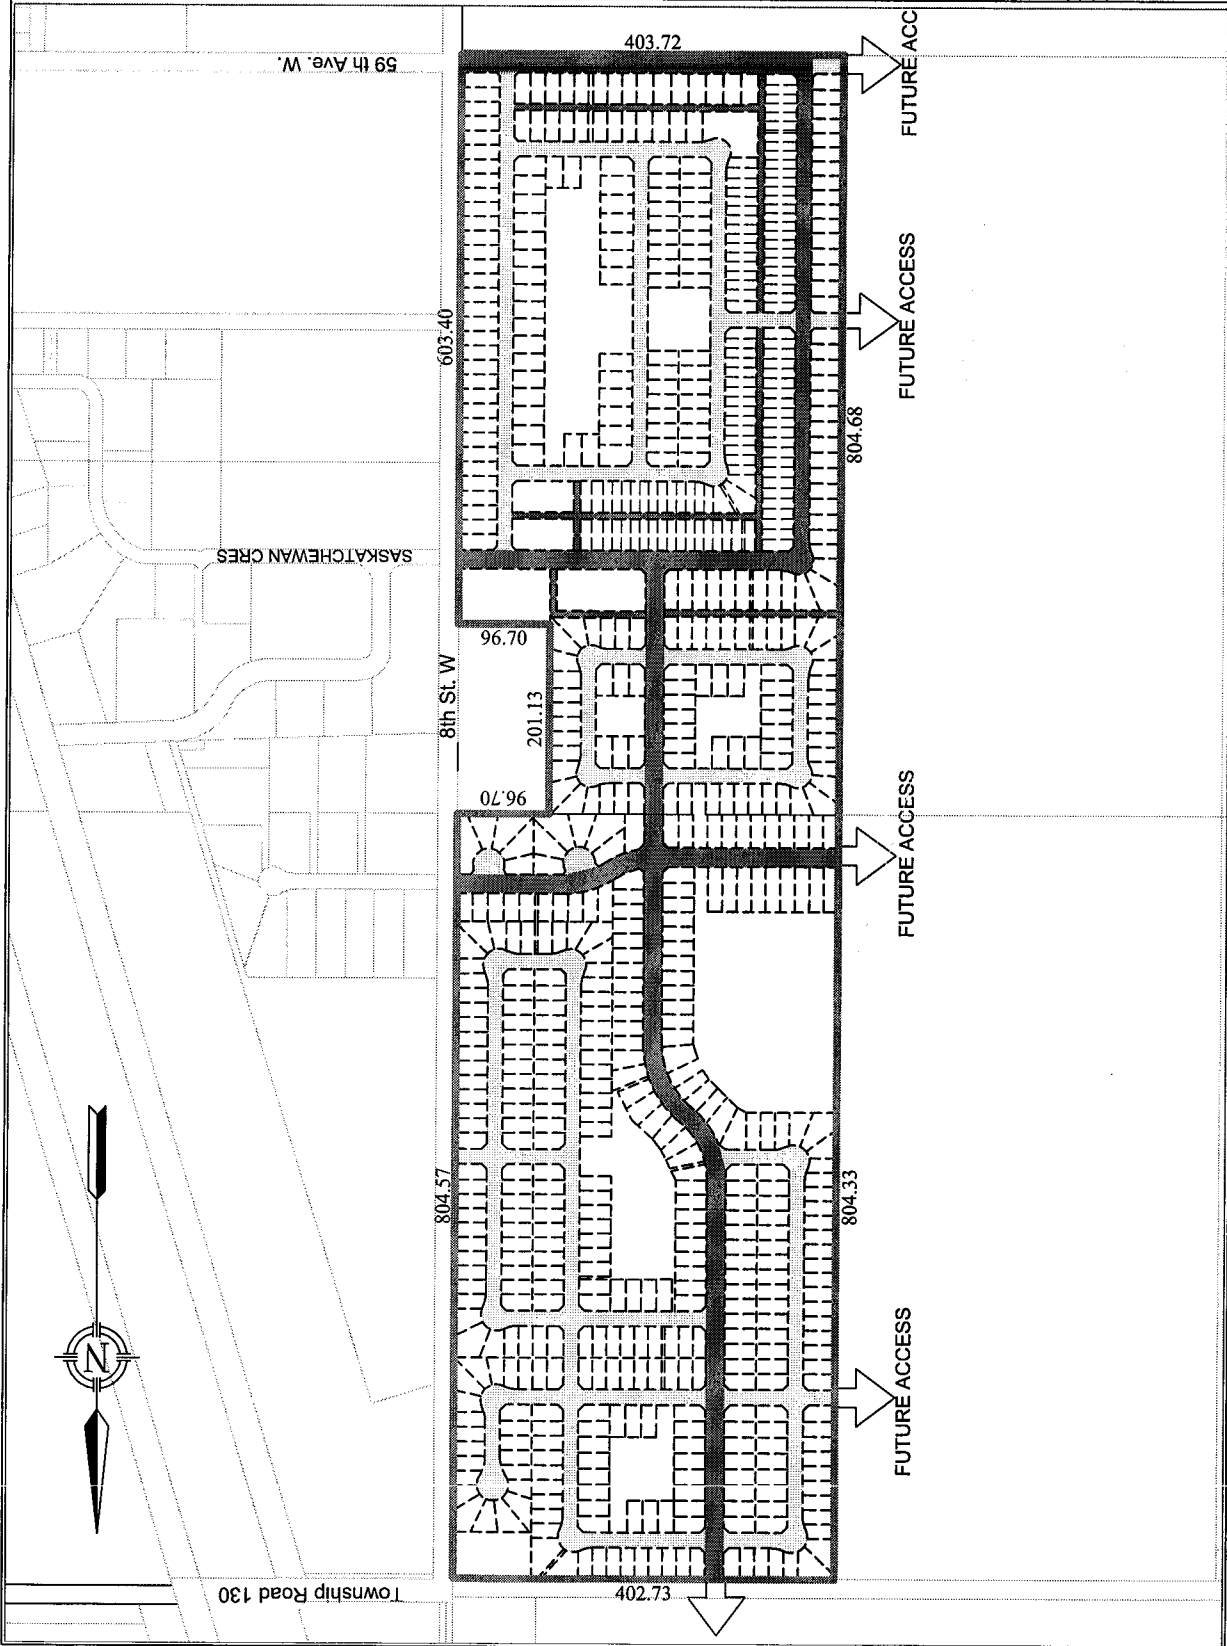 59 th Ave. W.
403.72
FUTURE ACC
603.40
FUTURE ACCESS
804.68
SASKATCHEWAN CRES
96.70
8th St. W
201.13
96.70
FUTURE ACCESS
804.57
804.33
N
FUTURE ACCESS
Township Road 130
402.73